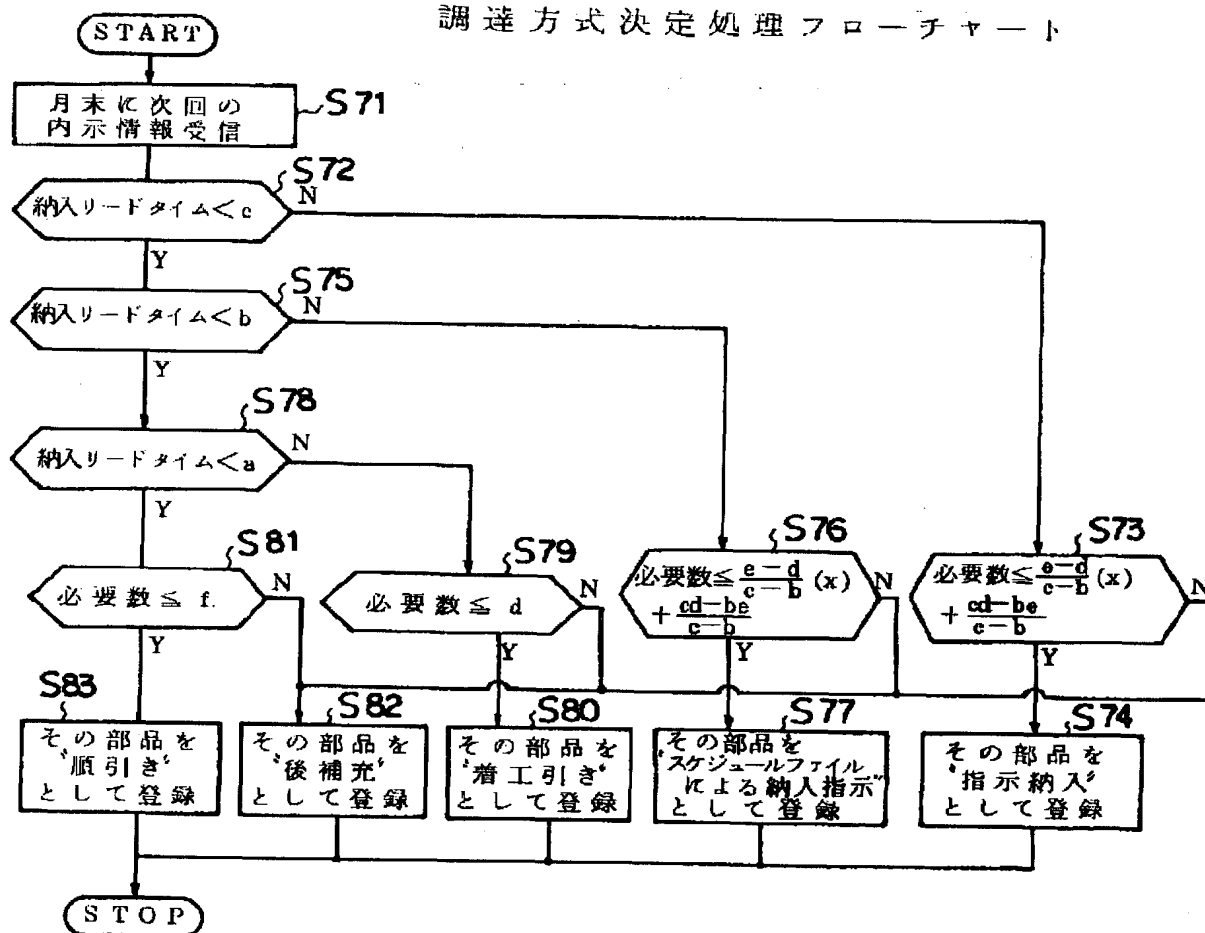 調達方式決定処理フローチャート
START
月末に次回の
内示情報受信
S71
納入リードタイム<c
S72
N
Y
納入リードタイム<b
S75
N
Y
納入リードタイム<a
S78
N
Y
必要数≦f.
S81
N
Y
必要数≦d
S79
N
Y
必要数≦e-d/c-b(x)
+cd-be/c-b
S76
N
Y
必要数≦e-d/c-b(x)
+cd-be/c-b
S73
N
Y
S83
その部品を
"順引き"
として登録
S82
その部品を
"後補充"
として登録
S80
その部品を
"着工引き"
として登録
S77
その部品を
"スケジュールファイル
による納入指示"
として登録
S74
その部品を
"指示納入"
として登録
STOP